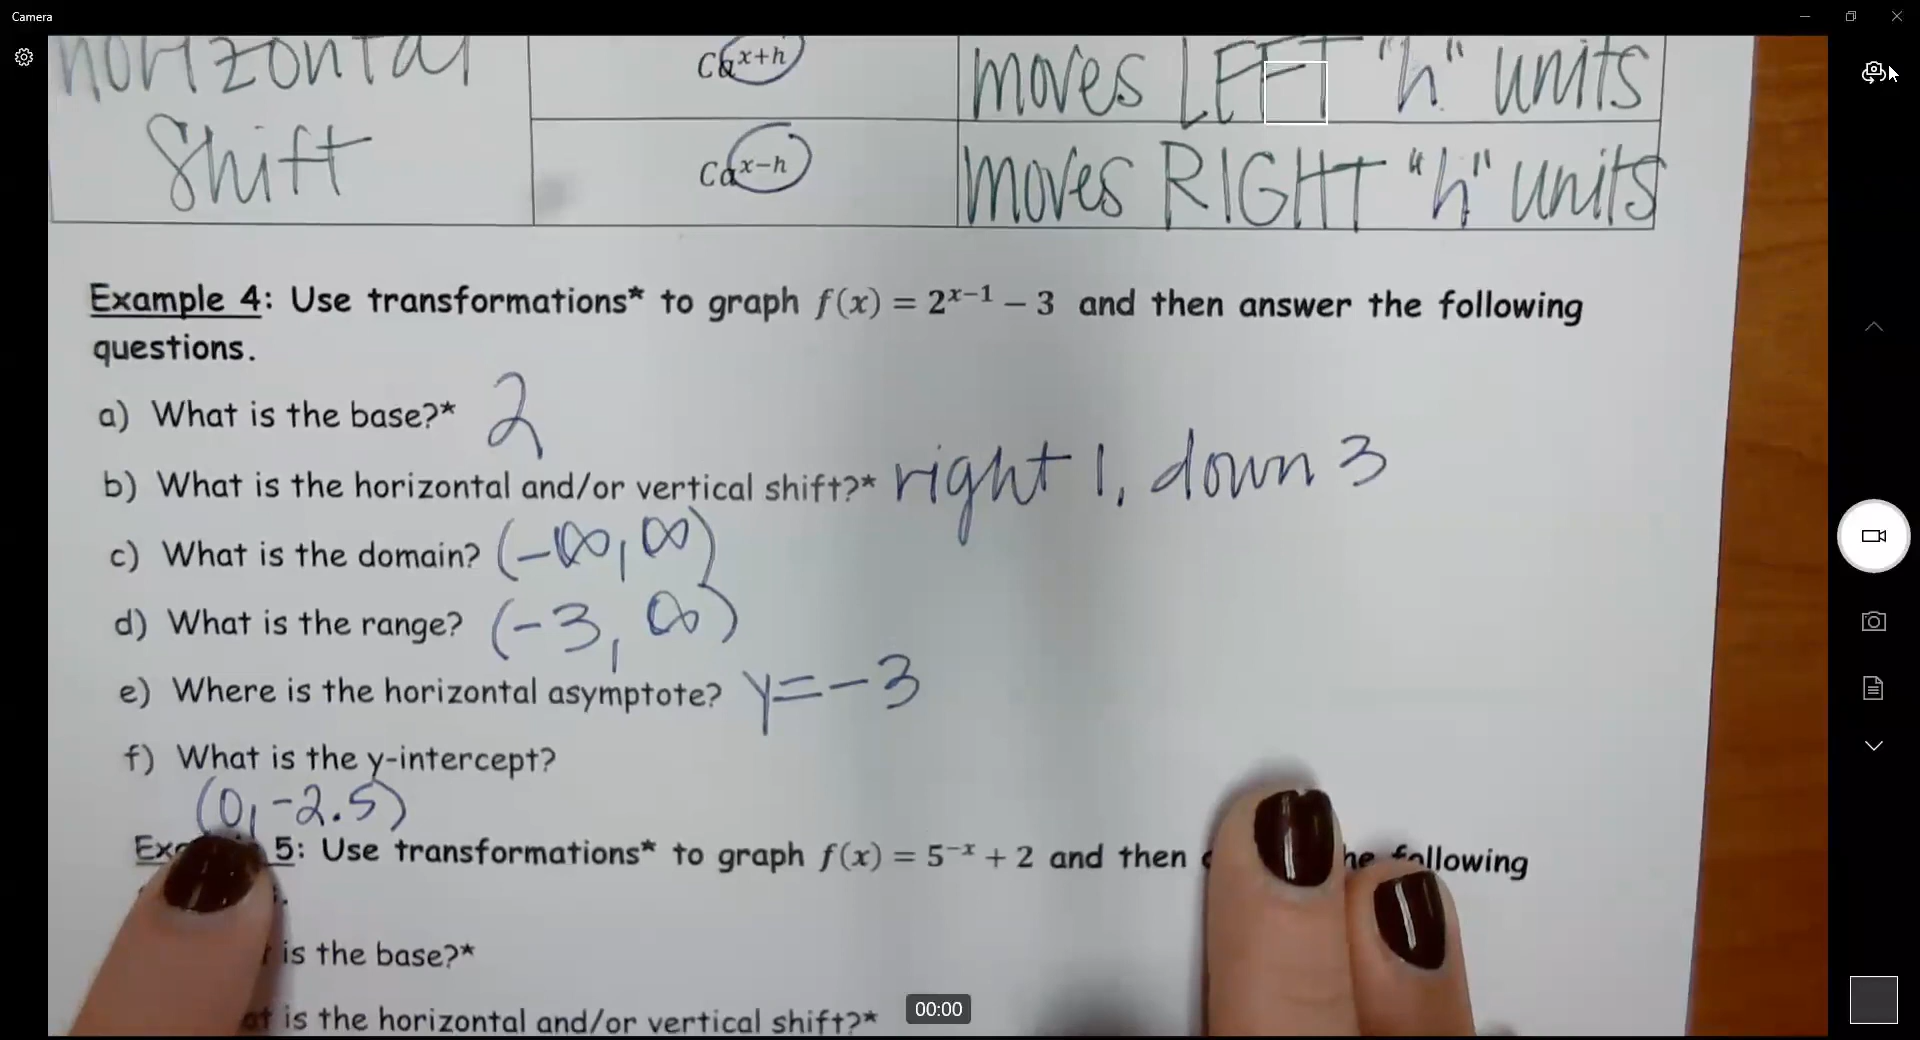 Camera
horizontal
Ca^{x+h}
moves LEFT "h" units
Shift
Ca^{x-h}
moves RIGHT "h" units
Example 4: Use transformations* to graph f(x) = 2^{x-1} - 3 and then answer the following
questions.
a) What is the base?* 2
b) What is the horizontal and/or vertical shift?* right 1, down 3
c) What is the domain? (-∞, ∞)
d) What is the range? (-3, ∞)
e) Where is the horizontal asymptote? y=-3
f) What is the y-intercept?
(0, -2.5)
5: Use transformations* to graph f(x) = 5^{-x} + 2 and then following
is the base?*
is the horizontal and/or vertical shift?*
00:00